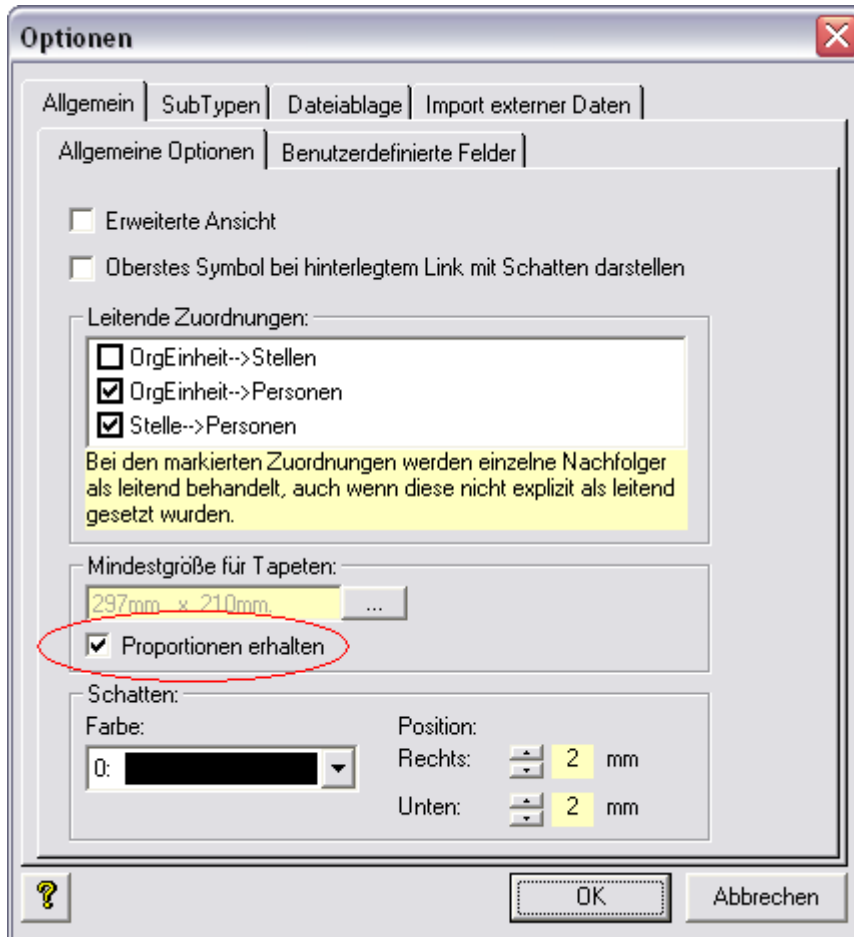 Optionen
Allgemein SubTypen Dateiablage Import externer Daten
Allgemeine Optionen Benutzerdefinierte Felder
Erweiterte Ansicht
Oberstes Symbol bei hinterlegtem Link mit Schatten darstellen
Leitende Zuordnungen:
OrgEinheit-->Stellen
OrgEinheit-->Personen
Stelle-->Personen
Bei den markierten Zuordnungen werden einzelne Nachfolger
als leitend behandelt, auch wenn diese nicht explizit als leitend
gesetzt wurden.
Mindestgröße für Tapeten:
297mm. x 210mm. ...
Proportionen erhalten
Schatten:
Farbe: Position:
0: Rechts: 2 mm
Unten: 2 mm
? OK Abbrechen